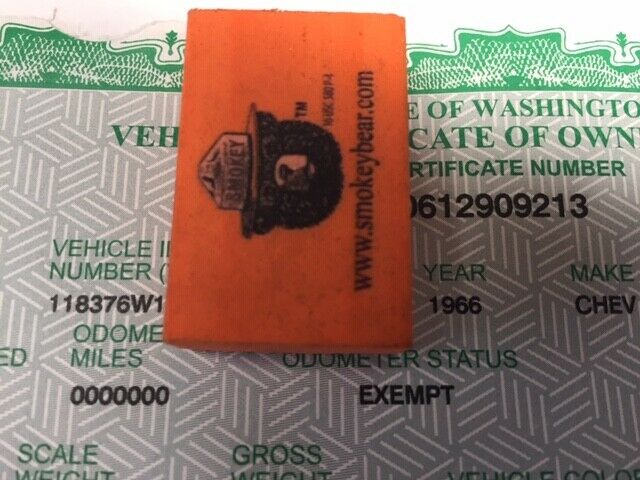 E OF WASHINGTO
VEH CATE OF OWN
RTIFICATE NUMBER
0612909213
VEHICLE I
NUMBER ( YEAR MAKE
118376W1 1966 CHEV
ODOME
ED MILES ODOMETER STATUS
0000000 EXEMPT
SCALE GROSS
WEIGHT WEIGHT VEHICLE COLO
SMOKEY
TM
www.smokeybear.com